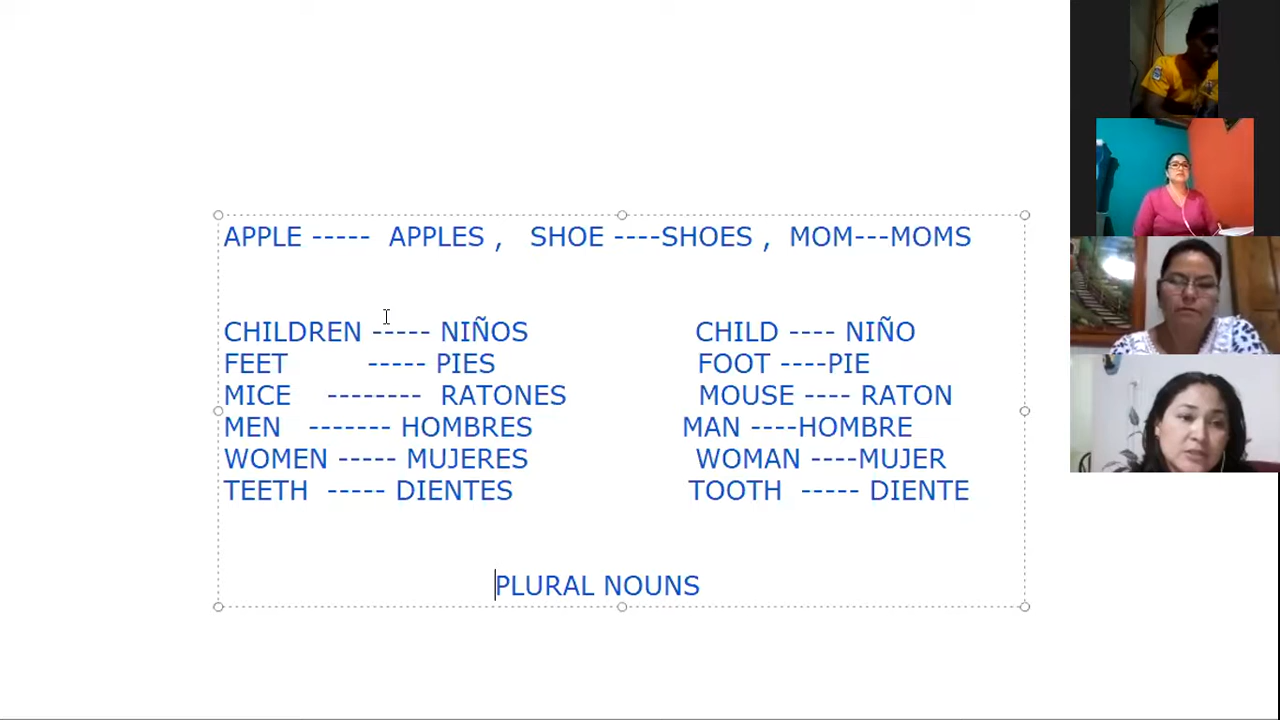 APPLE ----- APPLES , SHOE ----SHOES , MOM---MOMS
CHILDREN ----- NIÑOS CHILD ---- NIÑO
FEET ----- PIES FOOT ----PIE
MICE -------- RATONES MOUSE ---- RATON
MEN ------- HOMBRES MAN ----HOMBRE
WOMEN ----- MUJERES WOMAN ----MUJER
TEETH ----- DIENTES TOOTH ----- DIENTE
PLURAL NOUNS